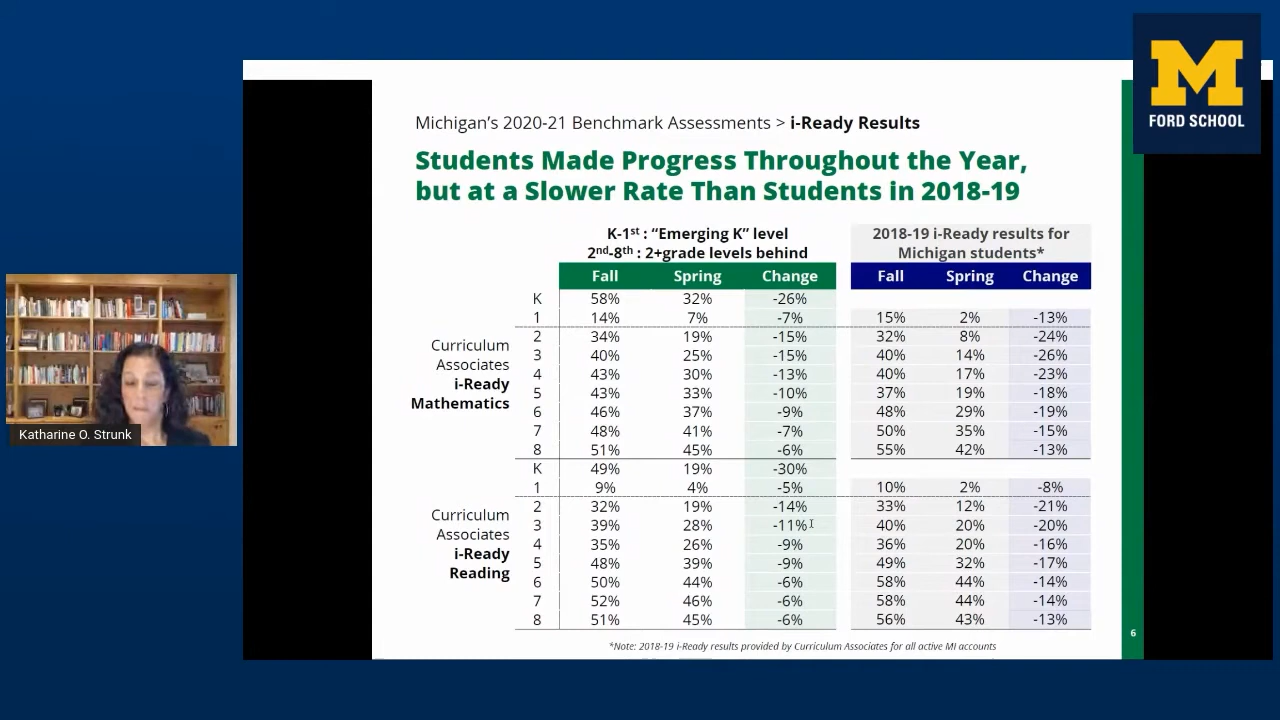 M
FORD SCHOOL
Michigan's 2020-21 Benchmark Assessments > i-Ready Results
Students Made Progress Throughout the Year,
but at a Slower Rate Than Students in 2018-19
K-1st : “Emerging K” level
2nd-8th : 2+grade levels behind
2018-19 i-Ready results for
Michigan students*
Fall Spring Change Fall Spring Change
Curriculum
Associates
i-Ready
Mathematics
K 58% 32% -26%
1 14% 7% -7% 15% 2% -13%
2 34% 19% -15% 32% 8% -24%
3 40% 25% -15% 40% 14% -26%
4 43% 30% -13% 40% 17% -23%
5 43% 33% -10% 37% 19% -18%
6 46% 37% -9% 48% 29% -19%
7 48% 41% -7% 50% 35% -15%
8 51% 45% -6% 55% 42% -13%
Curriculum
Associates
i-Ready
Reading
K 49% 19% -30%
1 9% 4% -5% 10% 2% -8%
2 32% 19% -14% 33% 12% -21%
3 39% 28% -11% 40% 20% -20%
4 35% 26% -9% 36% 20% -16%
5 48% 39% -9% 49% 32% -17%
6 50% 44% -6% 58% 44% -14%
7 52% 46% -6% 58% 44% -14%
8 51% 45% -6% 56% 43% -13%
*Note: 2018-19 i-Ready results provided by Curriculum Associates for all active MI accounts
6
Katharine O. Strunk